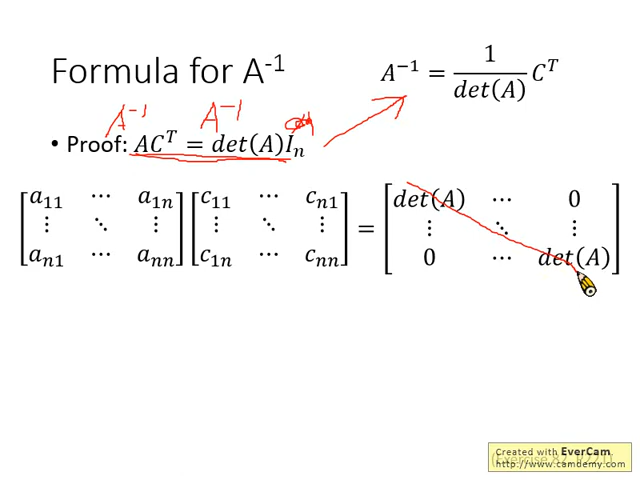 Formula for A⁻¹
A⁻¹ = 1/det(A) Cᵀ
A⁻¹ A⁻¹
• Proof: ACᵀ = det(A)Iₙ
[a₁₁ ⋯ a₁ₙ] [c₁₁ ⋯ cₙ₁] [det(A) ⋯ 0]
[⋮ ⋱ ⋮] [⋮ ⋱ ⋮] = [⋮ ⋱ ⋮]
[aₙ₁ ⋯ aₙₙ] [c₁ₙ ⋯ cₙₙ] [0 ⋯ det(A)]
Created with EverCam
http://www.camdemy.com